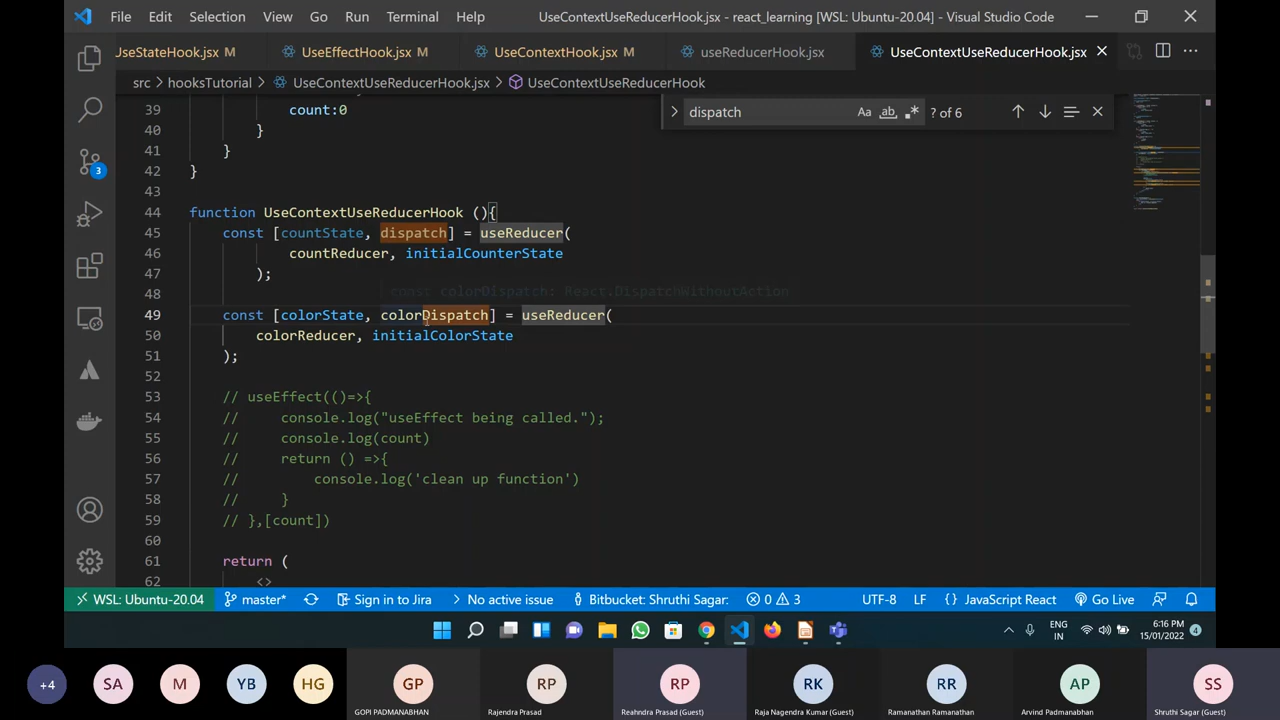 File Edit Selection View Go Run Terminal Help UseContextUseReducerHook.jsx - react_learning [WSL: Ubuntu-20.04] - Visual Studio Code
UseStateHook.jsx M UseEffectHook.jsx M UseContextHook.jsx M useReducerHook.jsx UseContextUseReducerHook.jsx
src > hooksTutorial > UseContextUseReducerHook.jsx > UseContextUseReducerHook
dispatch Aa ab ? of 6
39 count:0
40 }
41 }
42 }
43
44 function UseContextUseReducerHook (){
45 const [countState, dispatch] = useReducer(
46 countReducer, initialCounterState
47 );
48
const colorDispatch: React.DispatchWithoutAction
49 const [colorState, colorDispatch] = useReducer(
50 colorReducer, initialColorState
51 );
52
53 // useEffect(()=>{
54 // console.log("useEffect being called.");
55 // console.log(count)
56 // return () =>{
57 // console.log('clean up function')
58 // }
59 // },[count])
60
61 return (
62 <>
3
WSL: Ubuntu-20.04 master* Sign in to Jira No active issue Bitbucket: Shruthi Sagar: 0 3 UTF-8 LF {} JavaScript React Go Live
ENG
IN
6:16 PM
15/01/2022
4
+4 SA M YB HG GP RP RP RK RR AP SS
GOPI PADMANABHAN Rajendra Prasad Reahndra Prasad (Guest) Raja Nagendra Kumar (Guest) Ramanathan Ramanathan Arvind Padmanabhan Shruthi Sagar (Guest)